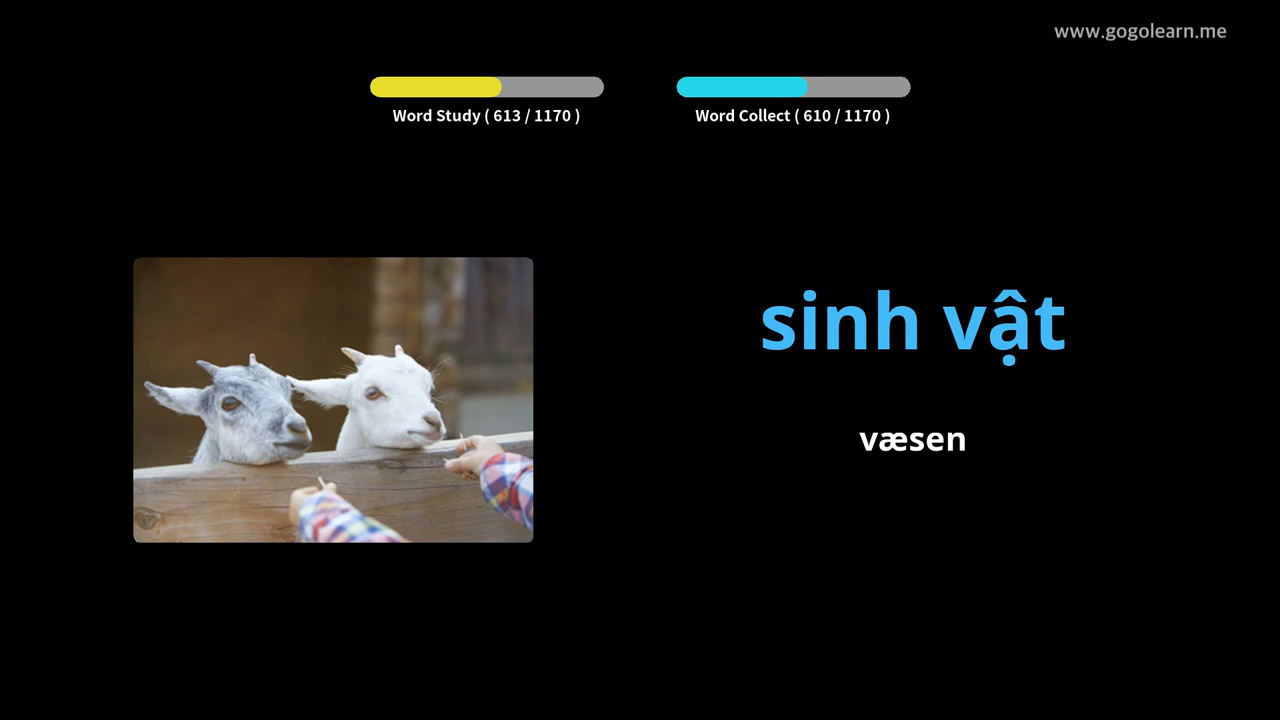 www.gogolearn.me
Word Study ( 613 / 1170 )
Word Collect ( 610 / 1170 )
sinh vật
væsen